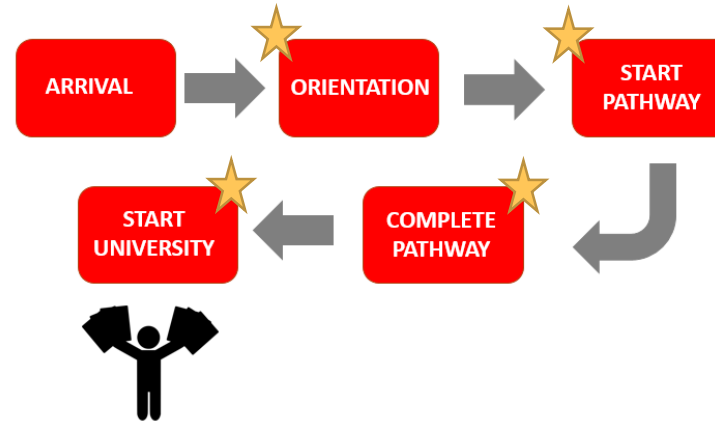 ARRIVAL
ORIENTATION
START
PATHWAY
COMPLETE
PATHWAY
START
UNIVERSITY